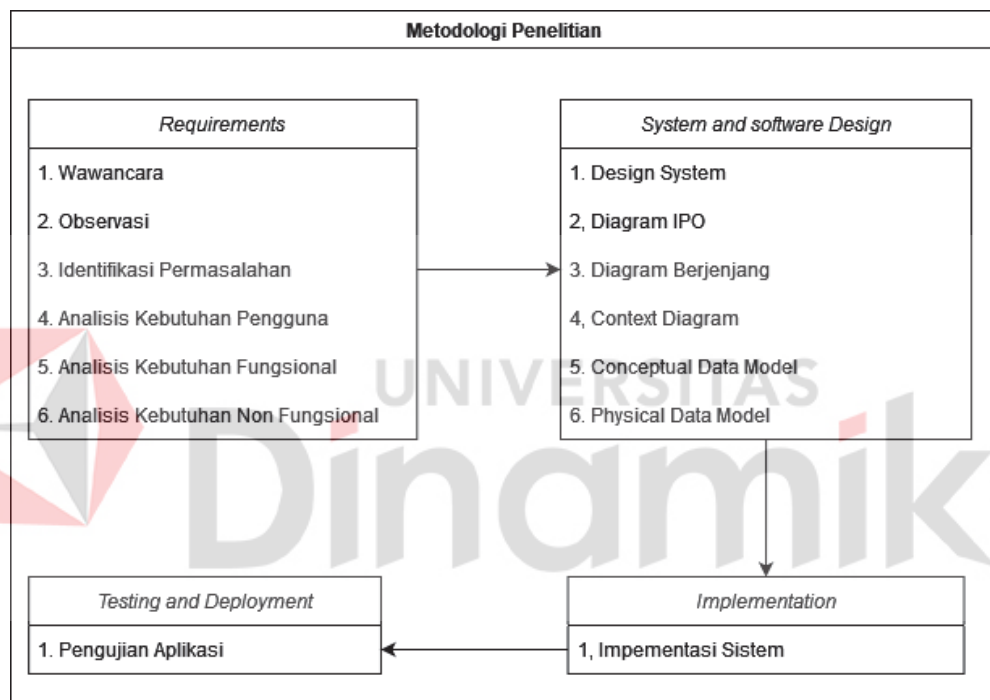 Metodologi Penelitian
Requirements
1. Wawancara
2. Observasi
3. Identifikasi Permasalahan
4. Analisis Kebutuhan Pengguna
5. Analisis Kebutuhan Fungsional
6. Analisis Kebutuhan Non Fungsional
System and software Design
1. Design System
2, Diagram IPO
3. Diagram Berjenjang
4, Context Diagram
5. Conceptual Data Model
6. Physical Data Model
UNIVERSITAS
Dinamik
Testing and Deployment
1. Pengujian Aplikasi
Implementation
1, Impementasi Sistem